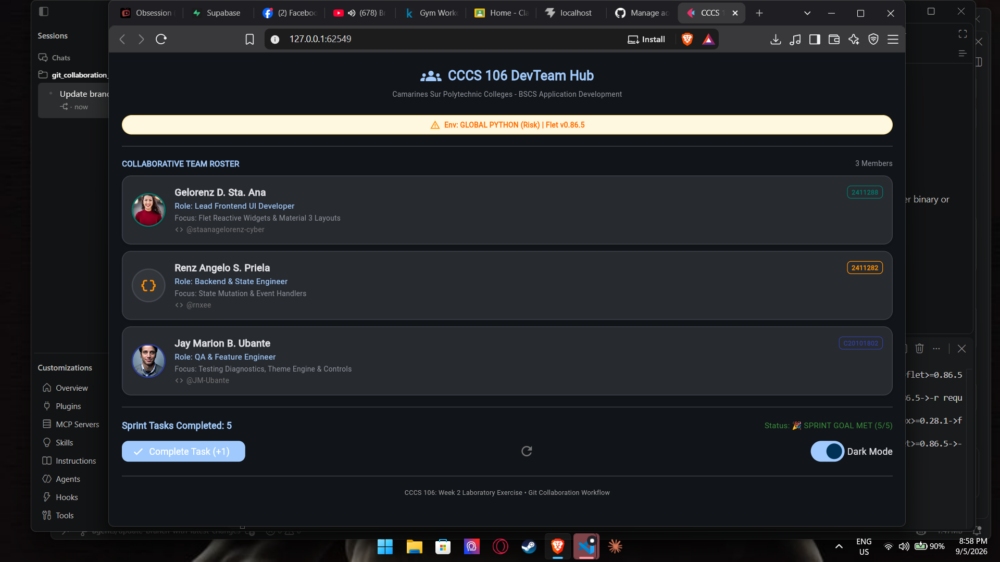 Obsession
Supabase
(2) Faceboo
(678) B
Gym Work
Home - Cla
localhost
Manage ac
CCCS 1
127.0.0.1:62549
Install
Sessions
Chats
git_collaboration_
Update branc
· now
CCCS 106 DevTeam Hub
Camarines Sur Polytechnic Colleges - BSCS Application Development
Env: GLOBAL PYTHON (Risk) | Flet v0.86.5
COLLABORATIVE TEAM ROSTER
3 Members
Gelorenz D. Sta. Ana
2411288
Role: Lead Frontend UI Developer
Focus: Flet Reactive Widgets & Material 3 Layouts
<> @staanagelorenz-cyber
Renz Angelo S. Priela
2411282
Role: Backend & State Engineer
Focus: State Mutation & Event Handlers
<> @rnxee
Jay Marion B. Ubante
C20101802
Role: QA & Feature Engineer
Focus: Testing Diagnostics, Theme Engine & Controls
<> @JM-Ubante
Sprint Tasks Completed: 5
Status: 🎉 SPRINT GOAL MET (5/5)
Complete Task (+1)
Dark Mode
CCCS 106: Week 2 Laboratory Exercise • Git Collaboration Workflow
Customizations
Overview
Plugins
MCP Servers
Skills
Instructions
Agents
Hooks
Tools
er binary or
flet>=0.86.5
6.5->-r requ
x>=0.28.1->f
t>=0.86.5->-
agents/update-branch-with-latest-changes
ENG
US
90%
8:58 PM
9/5/2026